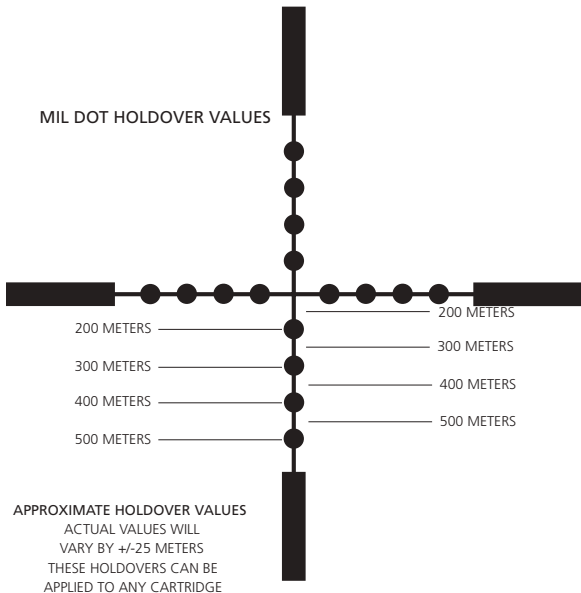 MIL DOT HOLDOVER VALUES
200 METERS
200 METERS
300 METERS
300 METERS
400 METERS
400 METERS
500 METERS
500 METERS
APPROXIMATE HOLDOVER VALUES
ACTUAL VALUES WILL
VARY BY +/-25 METERS
THESE HOLDOVERS CAN BE
APPLIED TO ANY CARTRIDGE